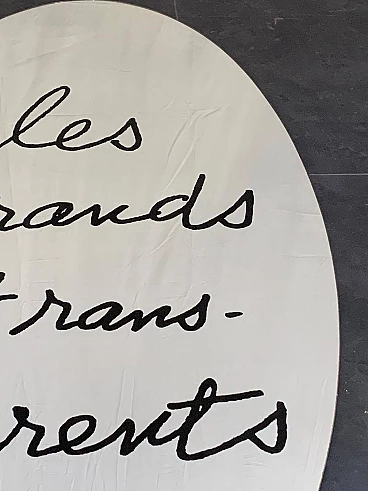 les
rands
trans-
rents